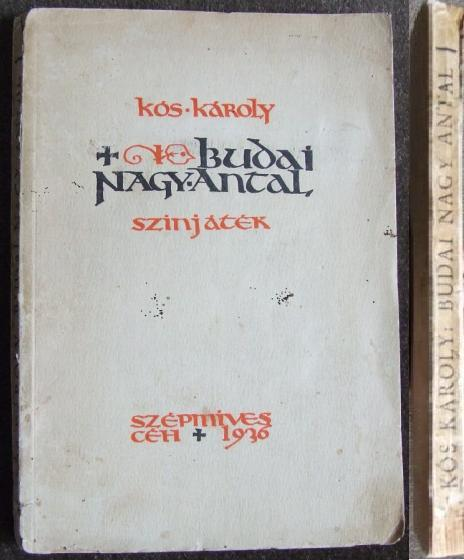 KÓS · KÁROLY
+ BUDAI
NAGY · ANTAL
SZINJÁTÉK
SZÉPMIVES
CÉH + 1936
KÓS KÁROLY: BUDAI NAGY ANTAL